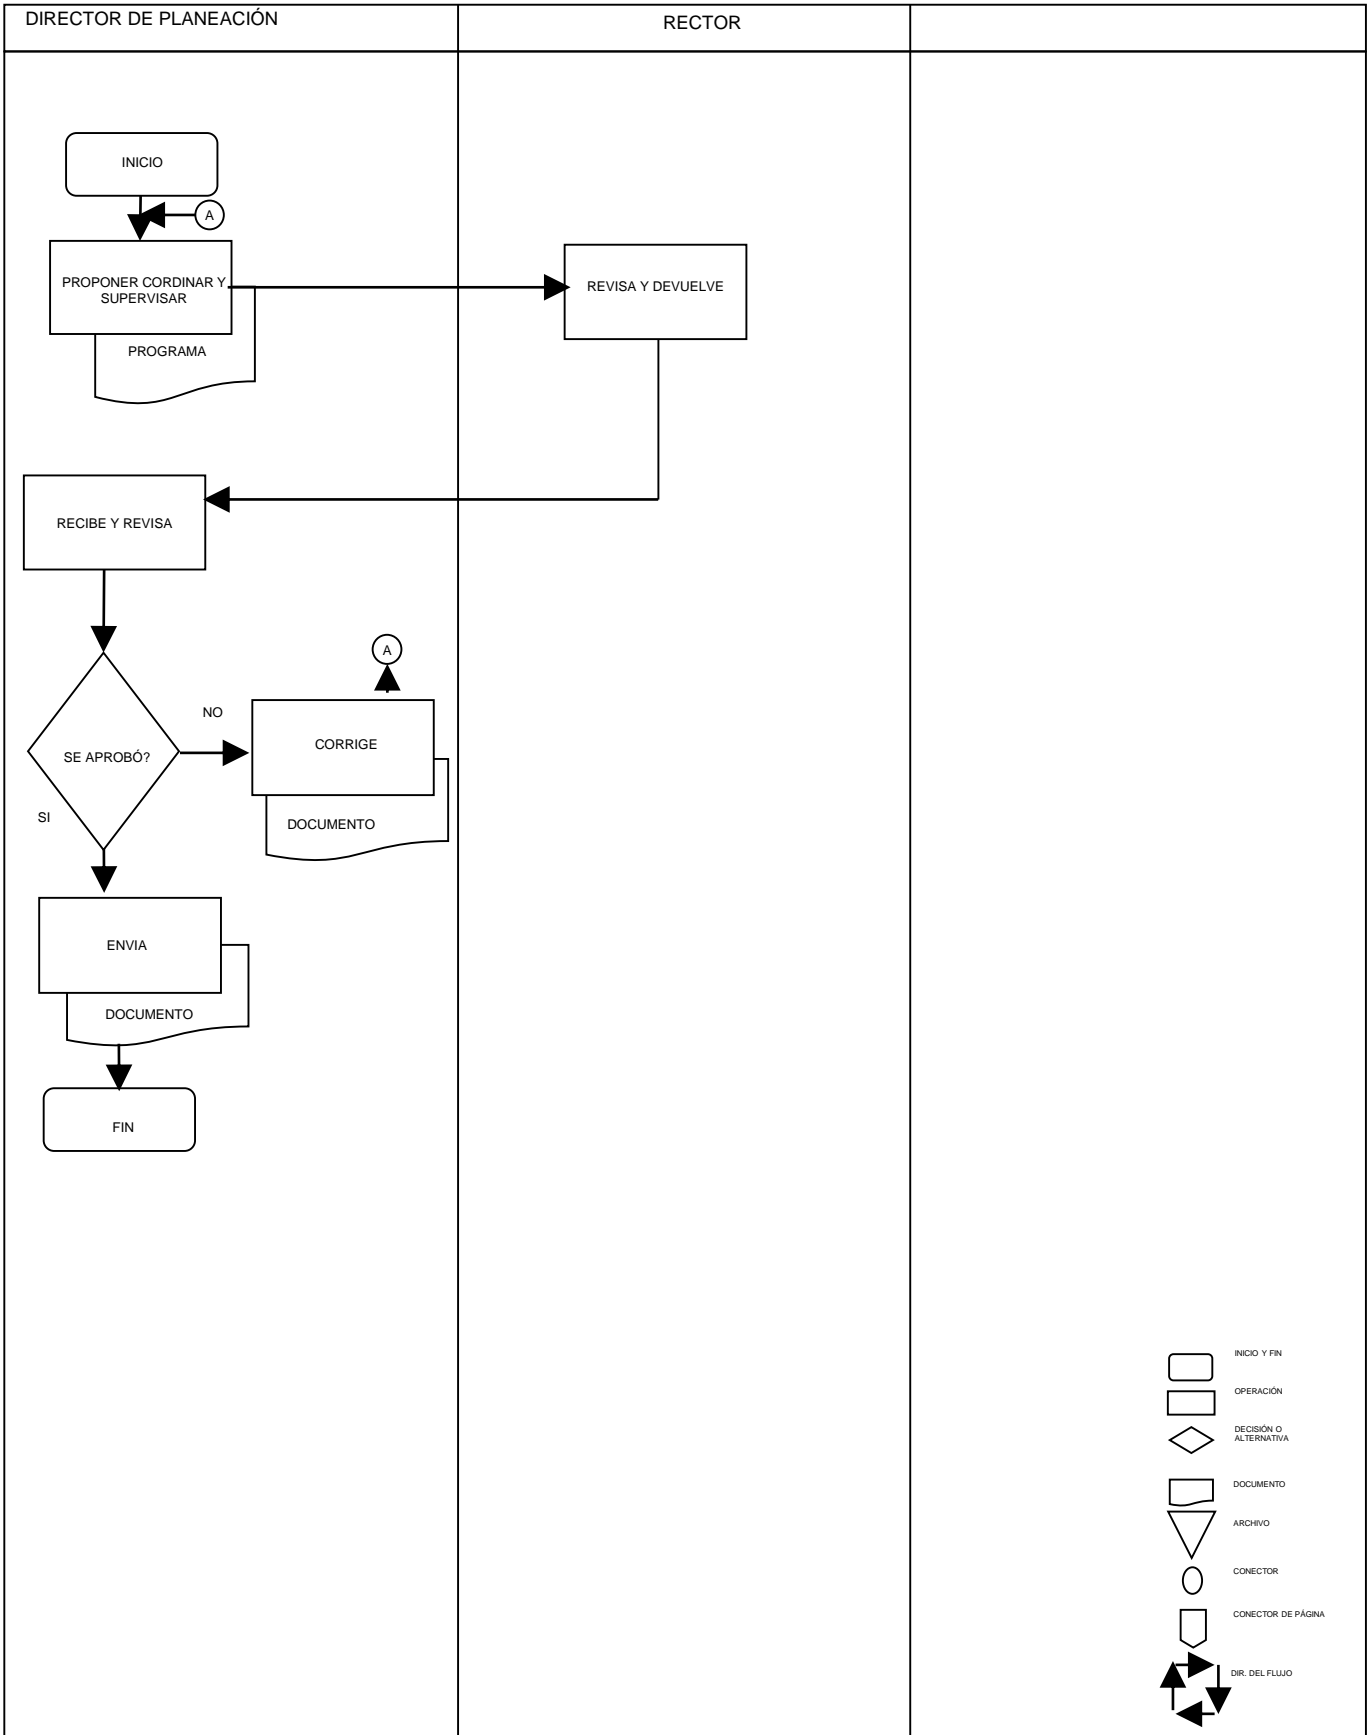 DIRECTOR DE PLANEACIÓN
RECTOR
INICIO
A
PROPONER CORDINAR Y
SUPERVISAR
PROGRAMA
REVISA Y DEVUELVE
RECIBE Y REVISA
A
NO
CORRIGE
SE APROBÓ?
SI
DOCUMENTO
ENVIA
DOCUMENTO
FIN
INICIO Y FIN
OPERACIÓN
DECISIÓN O
ALTERNATIVA
DOCUMENTO
ARCHIVO
CONECTOR
CONECTOR DE PÁGINA
DIR. DEL FLUJO